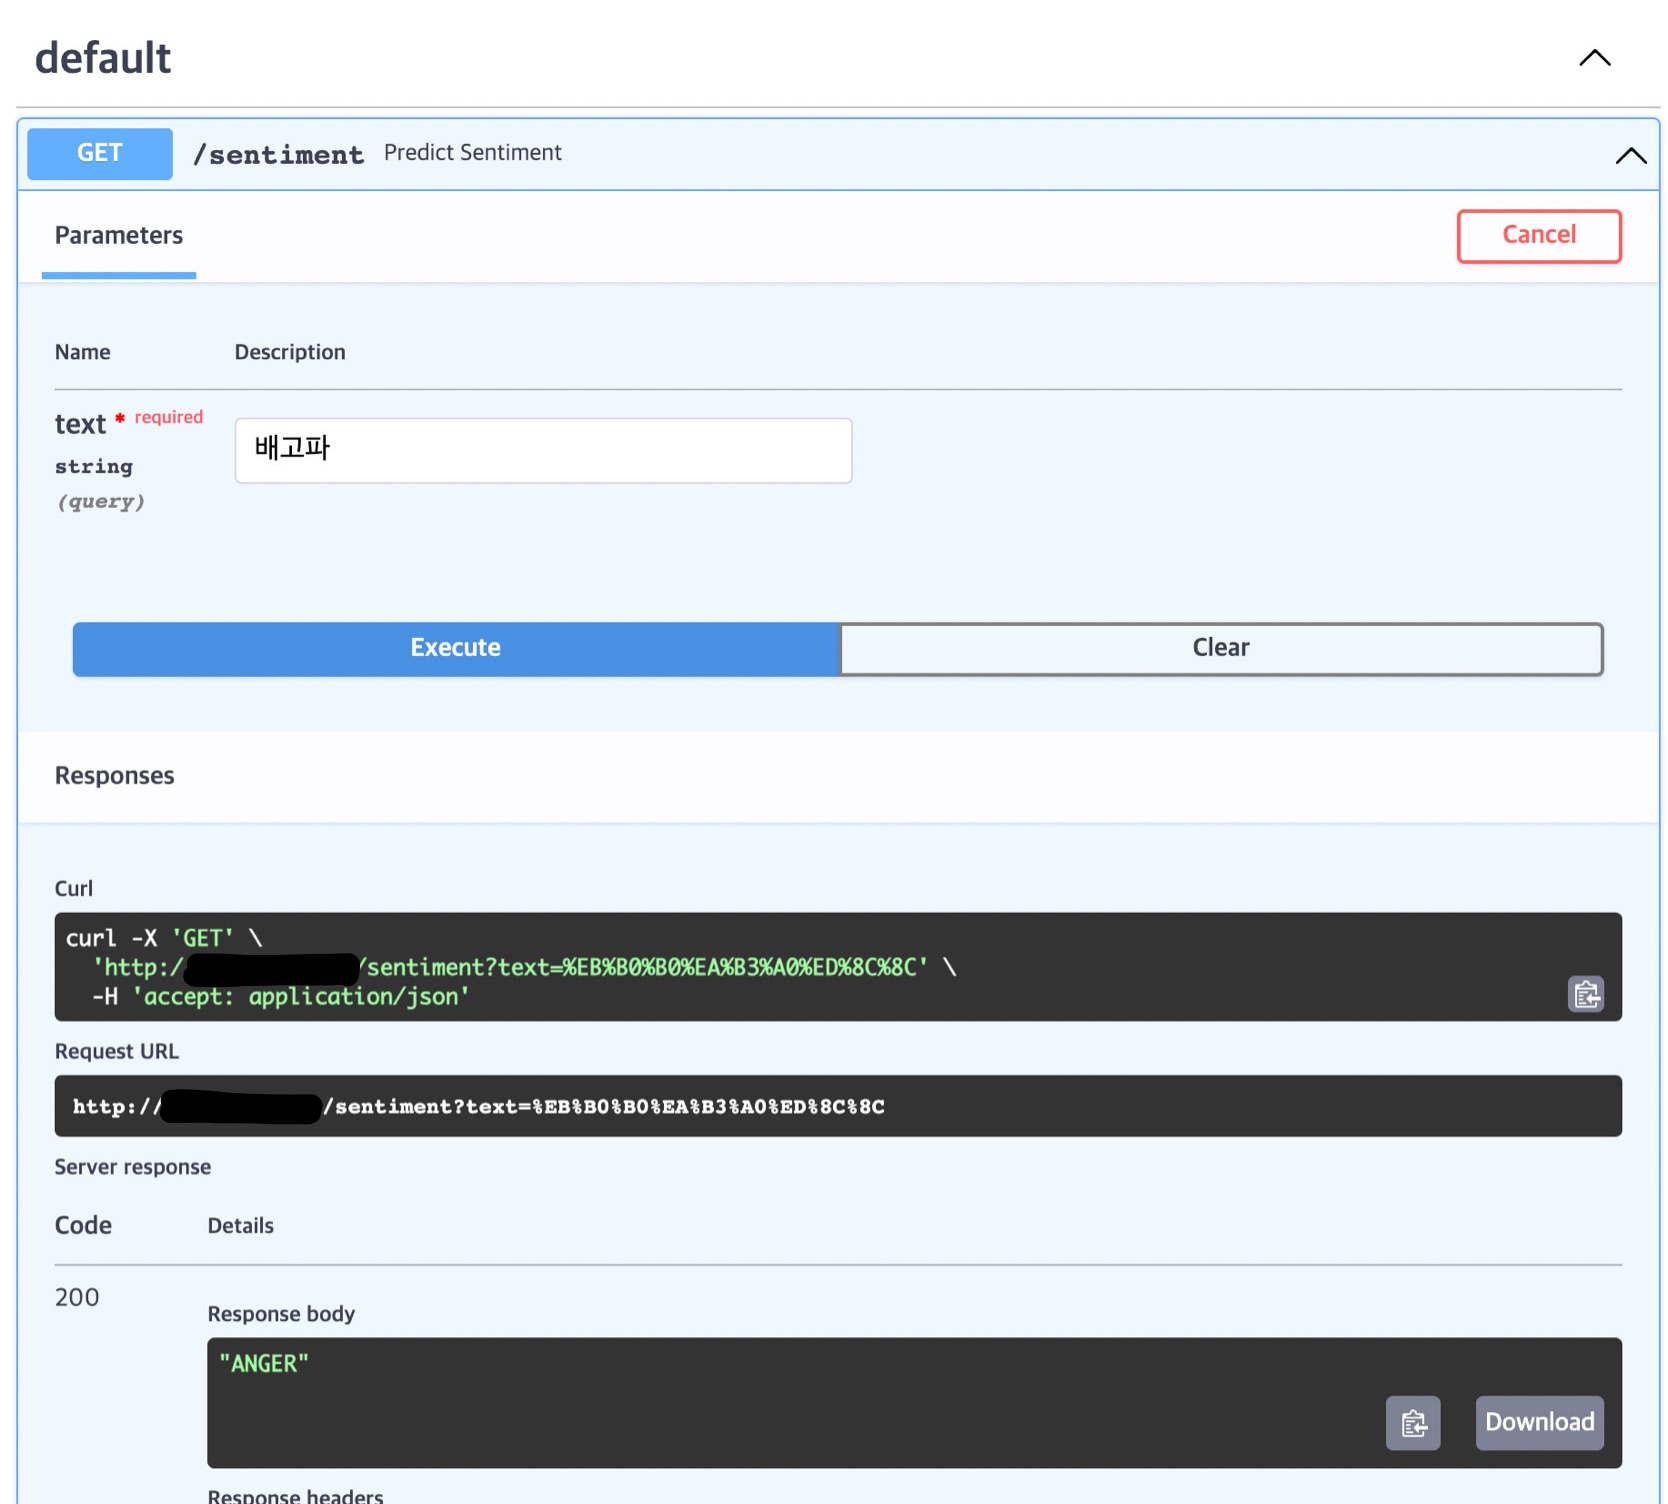 default
GET /sentiment Predict Sentiment
Parameters Cancel
Name Description
text * required
string
(query)
배고파
Execute Clear
Responses
Curl
curl -X 'GET' \
'http:/ /sentiment?text=%EB%B0%B0%EA%B3%A0%ED%8C%8C' \
-H 'accept: application/json'
Request URL
http:// /sentiment?text=%EB%B0%B0%EA%B3%A0%ED%8C%8C
Server response
Code Details
200
Response body
"ANGER"
Download
Response headers